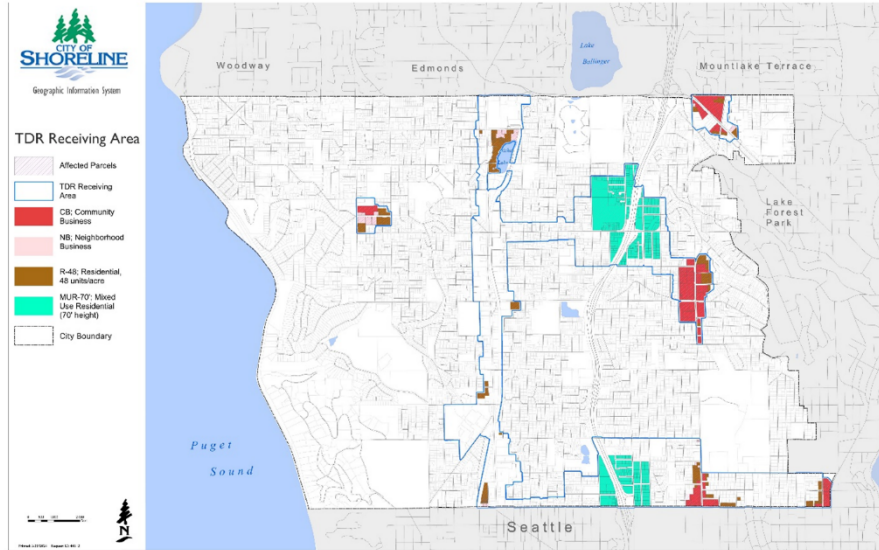 CITY OF
SHORELINE
Geographic Information System
TDR Receiving Area
Affected Parcels
TDR Receiving
Area
CB; Community
Business
NB; Neighborhood
Business
R-48; Residential,
48 units/acre
MUR-70'; Mixed
Use Residential
(70' height)
City Boundary
N
Woodway
Edmonds
Lake
Ballinger
Mountlake Terrace
Lake
Forest
Park
Puget
Sound
Seattle